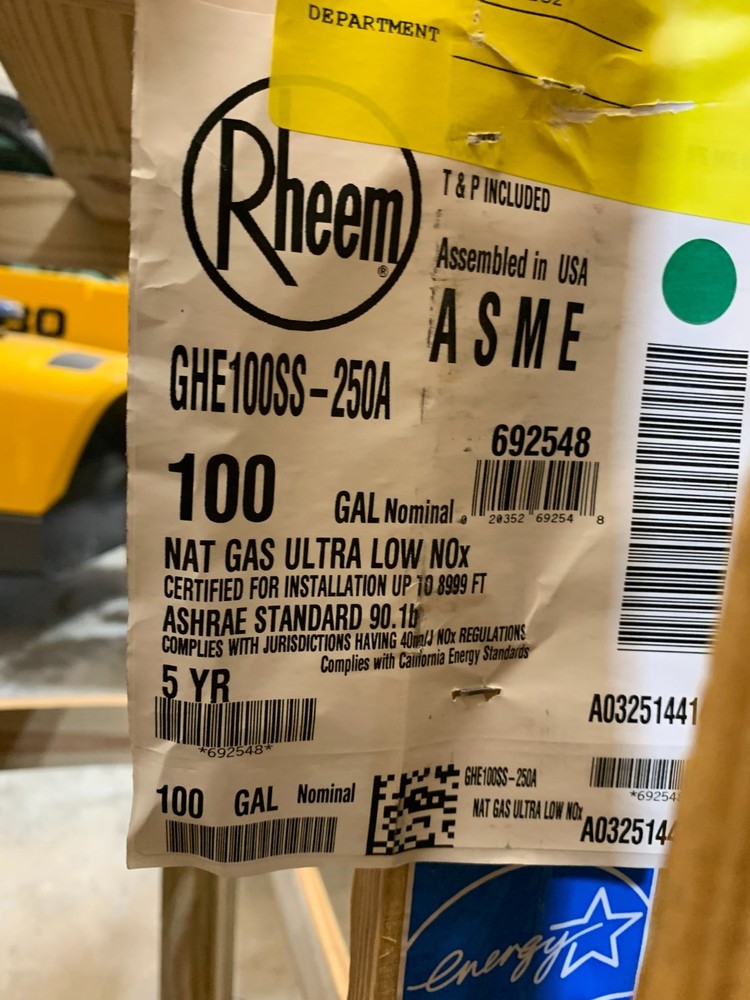 DEPARTMENT
Rheem®
T & P INCLUDED
Assembled in USA
ASME
GHE100SS-250A
692548
100 GAL Nominal
0 20352 69254 8
NAT GAS ULTRA LOW NOx
CERTIFIED FOR INSTALLATION UP TO 8999 FT
ASHRAE STANDARD 90.1b
COMPLIES WITH JURISDICTIONS HAVING 40ng/J NOx REGULATIONS
Complies with California Energy Standards
5 YR
*692548*
A03251441
100 GAL Nominal
GHE100SS-250A
NAT GAS ULTRA LOW NOx
*69254
A0325144
energy